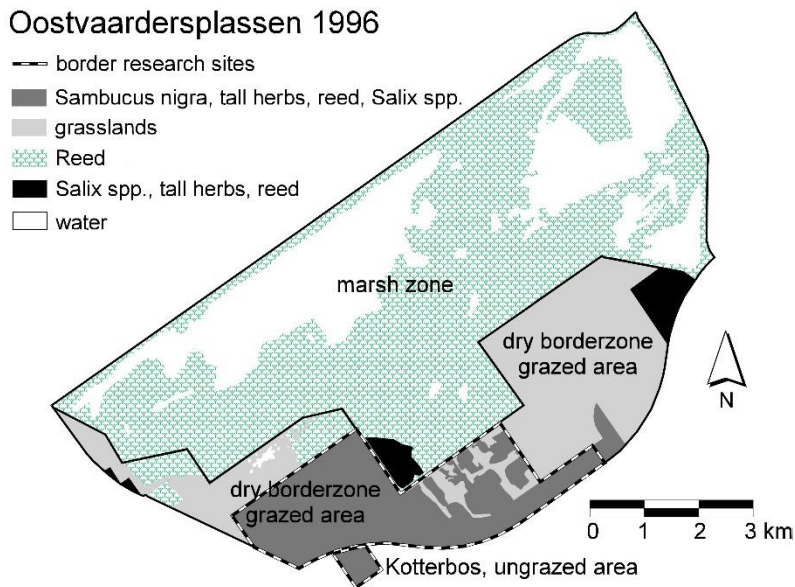 Oostvaardersplassen 1996
border research sites
Sambucus nigra, tall herbs, reed, Salix spp.
grasslands
Reed
Salix spp., tall herbs, reed
water
marsh zone
dry borderzone
grazed area
N
dry borderzone
grazed area
0 1 2 3 km
Kotterbos, ungrazed area